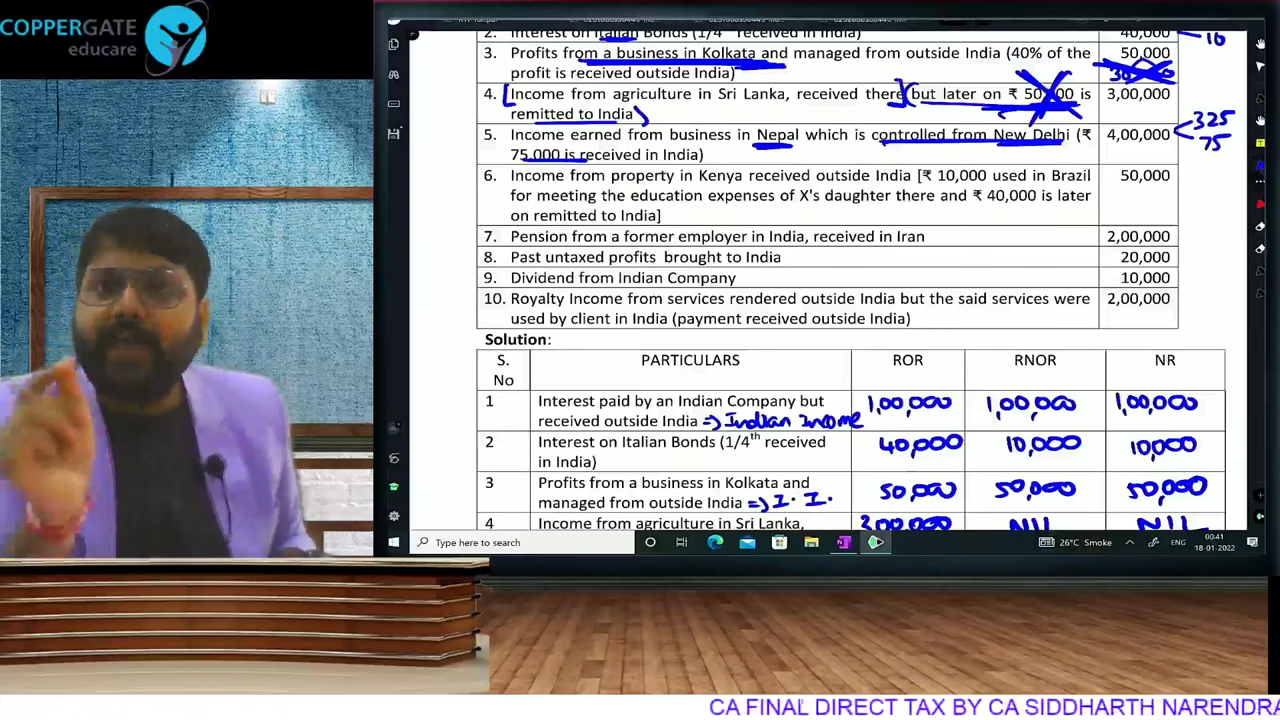 COPPERGATE
educare
2. Interest on Italian Bonds (1/4th received in India) 40,000
10
3. Profits from a business in Kolkata and managed from outside India (40% of the 50,000
profit is received outside India)
4. Income from agriculture in Sri Lanka, received there but later on ₹ 50,000 is 3,00,000
remitted to India
325
5. Income earned from business in Nepal which is controlled from New Delhi (₹ 4,00,000
75,000 is received in India) 75
6. Income from property in Kenya received outside India [₹ 10,000 used in Brazil 50,000
for meeting the education expenses of X's daughter there and ₹ 40,000 is later
on remitted to India]
7. Pension from a former employer in India, received in Iran 2,00,000
8. Past untaxed profits brought to India 20,000
9. Dividend from Indian Company 10,000
10. Royalty Income from services rendered outside India but the said services were 2,00,000
used by client in India (payment received outside India)
Solution:
S. PARTICULARS ROR RNOR NR
No
1 Interest paid by an Indian Company but 1,00,000 1,00,000 1,00,000
received outside India => Indian Income
2 Interest on Italian Bonds (1/4th received 40,000 10,000 10,000
in India)
3 Profits from a business in Kolkata and 50,000 50,000 50,000
managed from outside India => I. I.
4 Income from agriculture in Sri Lanka, 300,000 NIL NIL
Type here to search
26°C Smoke
ENG
00:41
18-01-2022
CA FINAL DIRECT TAX BY CA SIDDHARTH NARENDRA